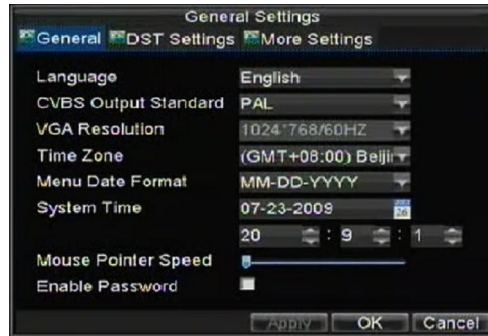 General Settings
General DST Settings More Settings
Language English
CVBS Output Standard PAL
VGA Resolution 1024*768/60HZ
Time Zone (GMT+08:00) Beijin
Menu Date Format MM-DD-YYYY
System Time 07-23-2009 26
20 : 9 : 1
Mouse Pointer Speed
Enable Password
Apply OK Cancel